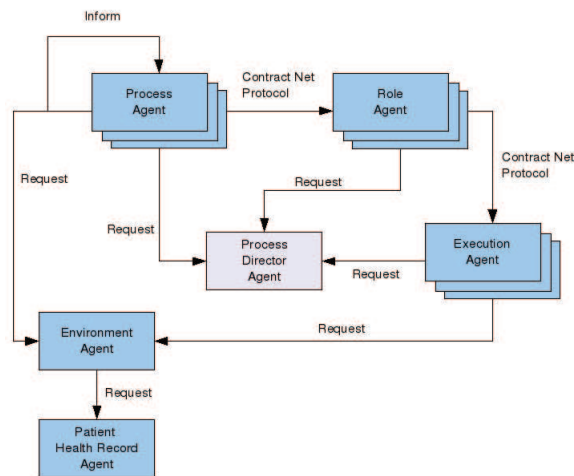 Inform
Process
Agent
Contract Net
Protocol
Role
Agent
Request
Request
Contract Net
Protocol
Request
Process
Director
Agent
Execution
Agent
Request
Environment
Agent
Request
Request
Patient
Health Record
Agent